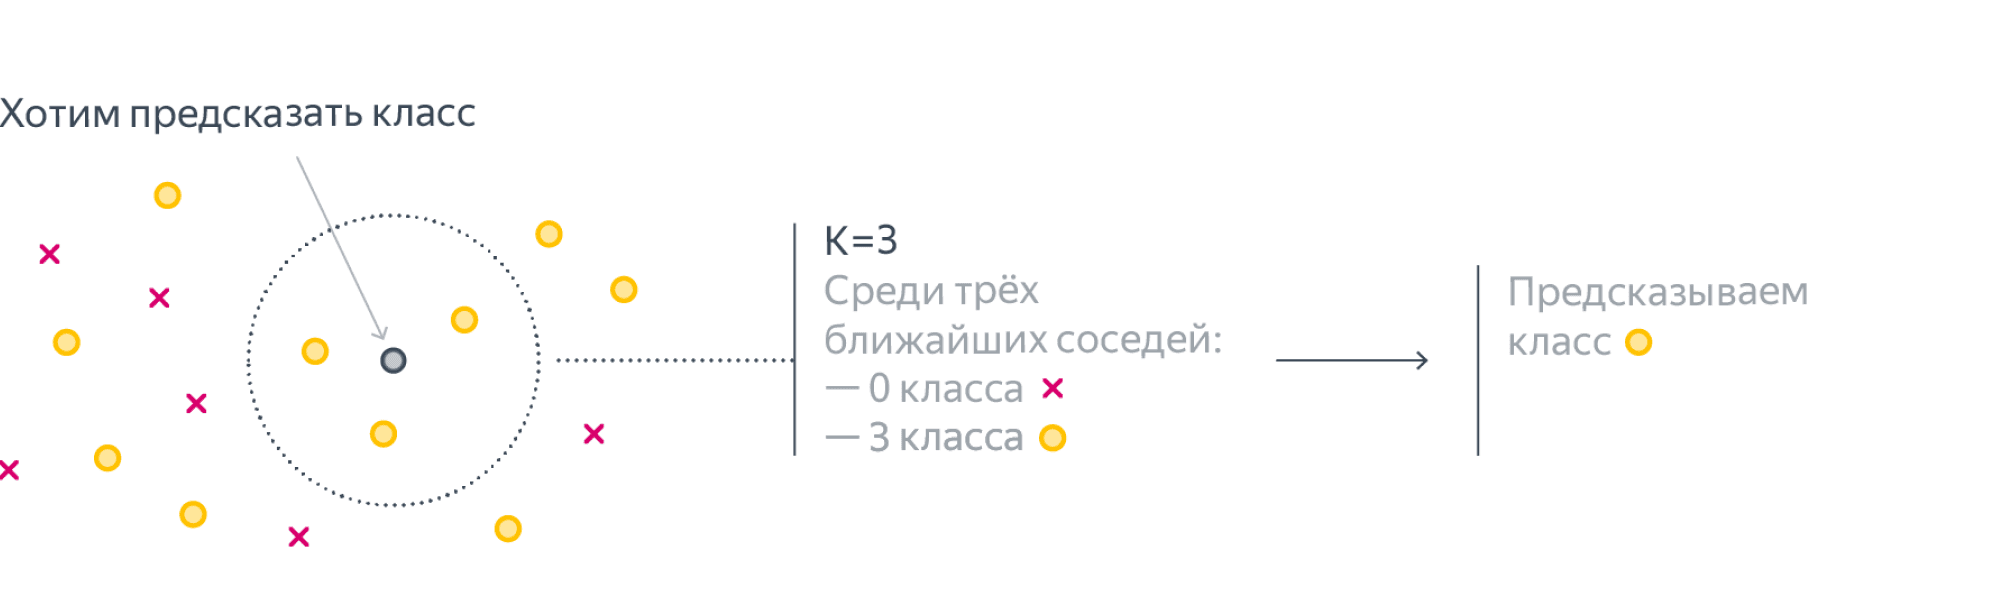 Хотим предсказать класс
K=3
Среди трёх
ближайших соседей:
— 0 класса
— 3 класса
Предсказываем
класс